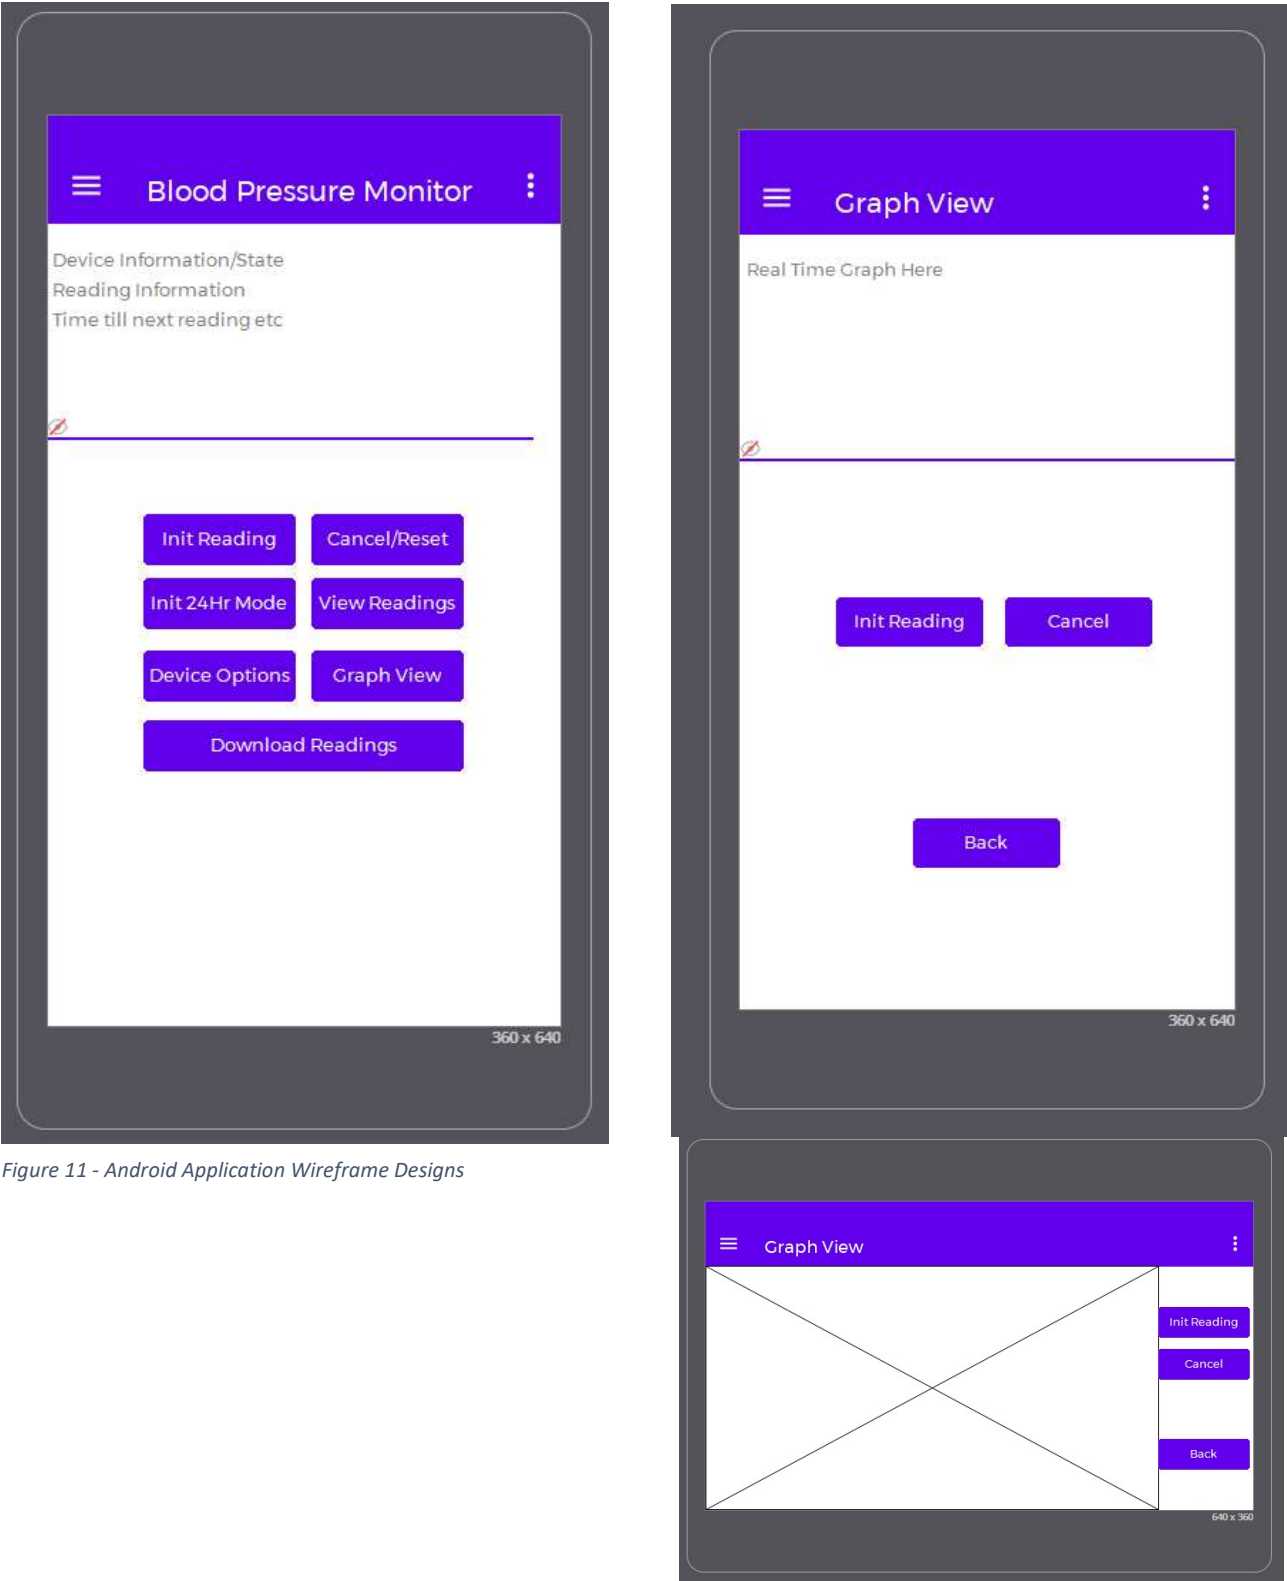 Blood Pressure Monitor
Device Information/State
Reading Information
Time till next reading etc
Init Reading
Cancel/Reset
Init 24Hr Mode
View Readings
Device Options
Graph View
Download Readings
360 x 640
Figure 11 - Android Application Wireframe Designs
Graph View
Real Time Graph Here
Init Reading
Cancel
Back
360 x 640
Graph View
Init Reading
Cancel
Back
640 x 360